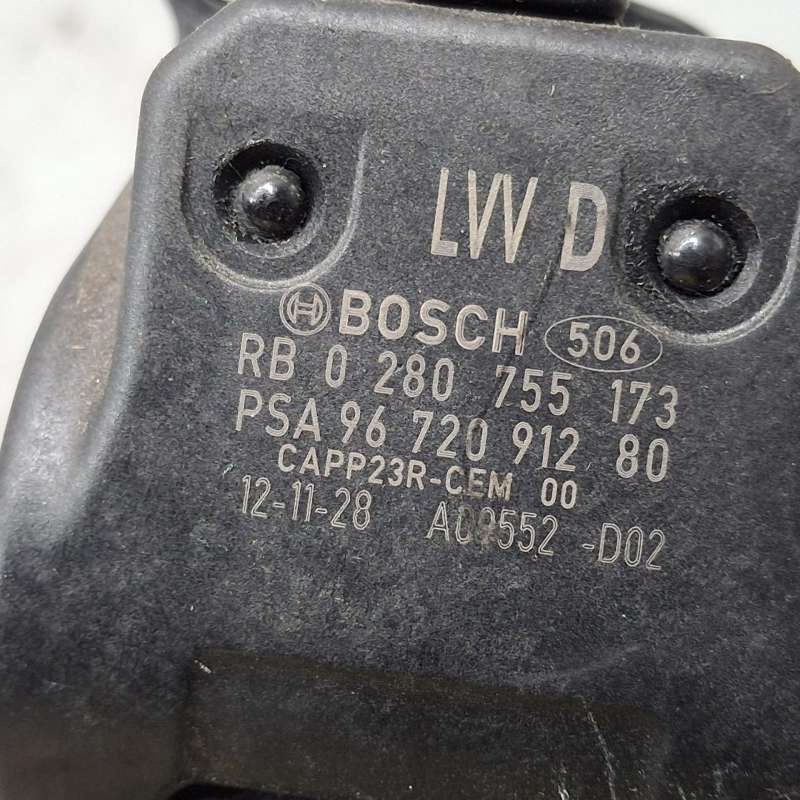 LW D
BOSCH 506
RB 0 280 755 173
PSA 96 720 912 80
CAPP23R-CEM 00
12-11-28 A09552 -D02